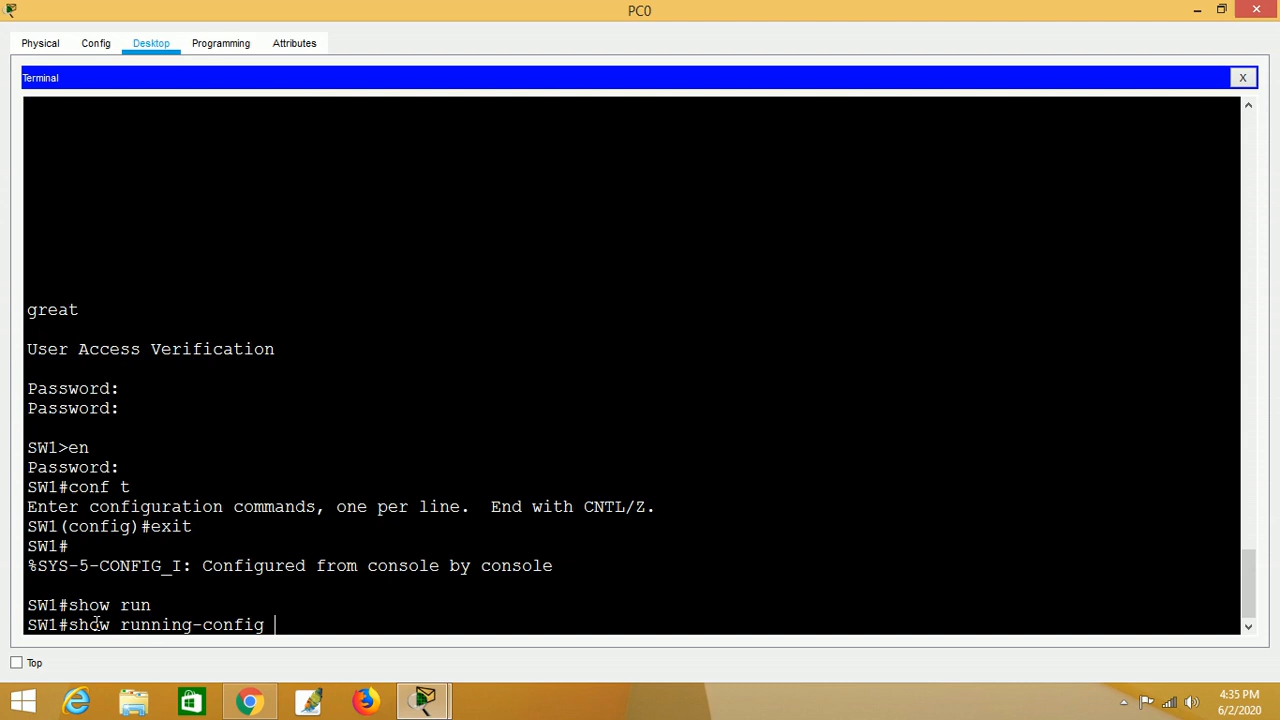 PC0
Physical Config Desktop Programming Attributes
Terminal X
great
User Access Verification
Password:
Password:
SW1>en
Password:
SW1#conf t
Enter configuration commands, one per line.  End with CNTL/Z.
SW1(config)#exit
SW1#
%SYS-5-CONFIG_I: Configured from console by console
SW1#show run
SW1#show running-config
Top
4:35 PM
6/2/2020